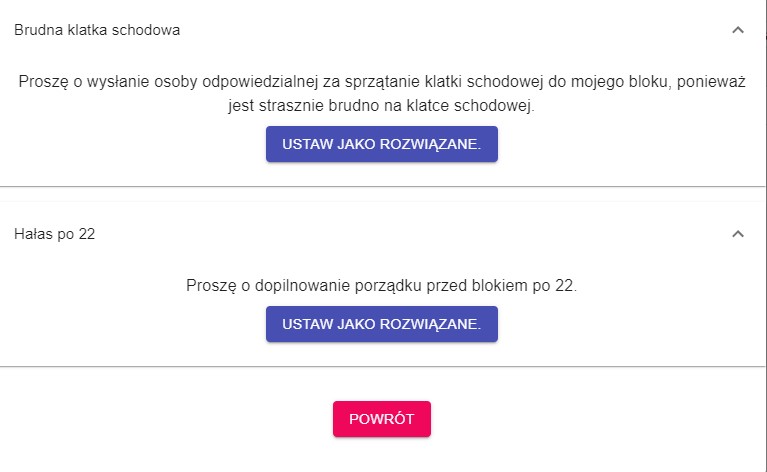 Brudna klatka schodowa
Proszę o wysłanie osoby odpowiedzialnej za sprzątanie klatki schodowej do mojego bloku, ponieważ
jest strasznie brudno na klatce schodowej.
USTAW JAKO ROZWIĄZANE.
Hałas po 22
Proszę o dopilnowanie porządku przed blokiem po 22.
USTAW JAKO ROZWIĄZANE.
POWRÓT